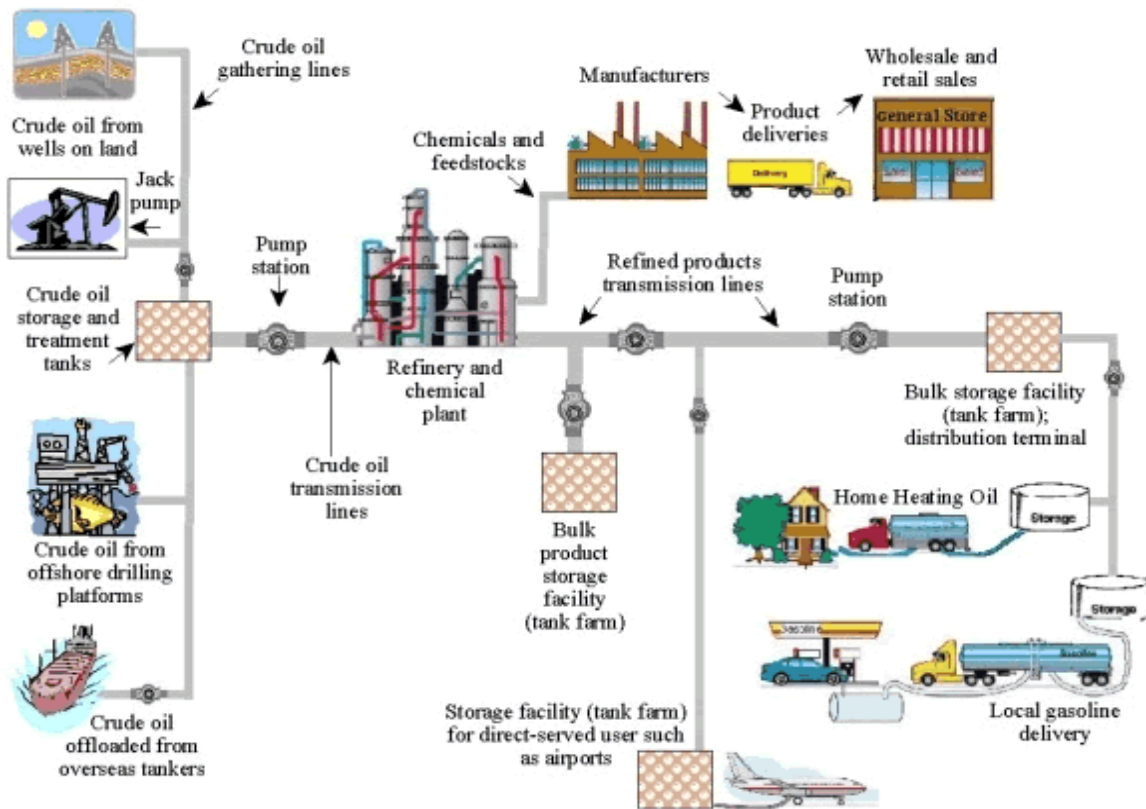 Crude oil
gathering lines
Crude oil from
wells on land
Jack
pump
Crude oil
storage and
treatment
tanks
Pump
station
Crude oil
transmission
lines
Crude oil from
offshore drilling
platforms
Crude oil
offloaded from
overseas tankers
Chemicals and
feedstocks
Refinery and
chemical
plant
Manufacturers
Product
deliveries
Delivery
Wholesale and
retail sales
General Store
Refined products
transmission lines
Pump
station
Bulk
product
storage
facility
(tank farm)
Storage facility (tank farm)
for direct-served user such
as airports
Bulk storage facility
(tank farm);
distribution terminal
Home Heating Oil
Storage
Storage
gasoline
Gasoline
Local gasoline
delivery